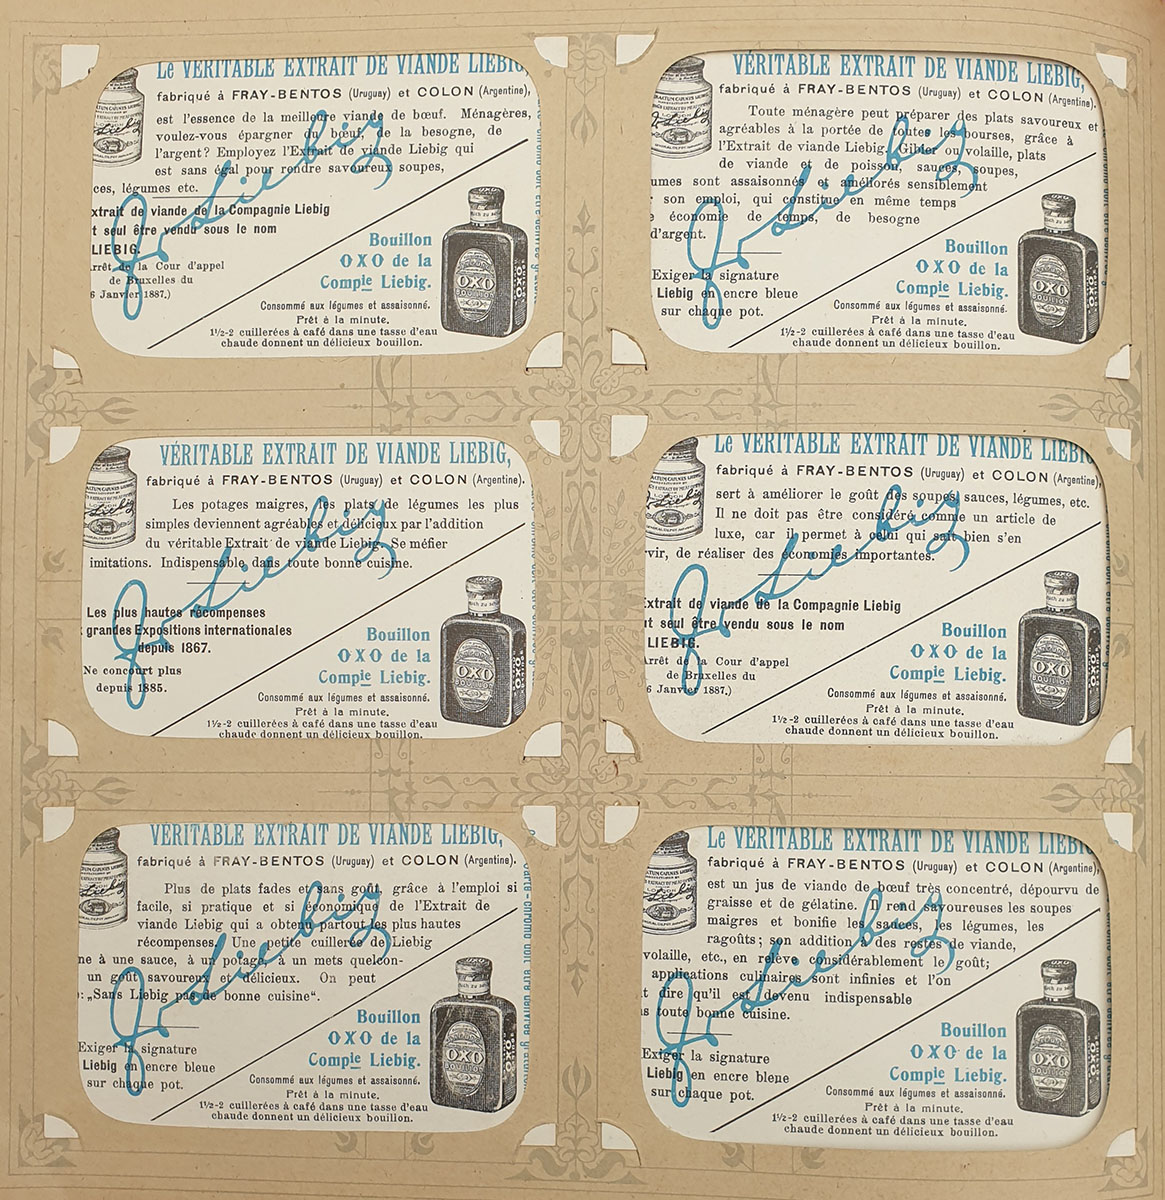 Le VÉRITABLE EXTRAIT DE VIANDE LIEBIG,
fabriqué à FRAY-BENTOS (Uruguay) et COLON (Argentine),
est l'essence de la meilleure viande de bœuf. Ménagères,
voulez-vous épargner du bœuf, de la besogne, de
l'argent? Employez l'Extrait de viande Liebig qui
est sans égal pour rendre savoureux soupes,
ces, légumes etc.
xtrait de viande de la Compagnie Liebig
t seul être vendu sous le nom
LIEBIG.
rrêt de la Cour d'appel
de Bruxelles du
6 Janvier 1887.)
J v Liebig
Bouillon
OXO de la
Compie Liebig.
Consommé aux légumes et assaisonné.
Prêt à la minute.
1½-2 cuillerées à café dans une tasse d'eau
chaude donnent un délicieux bouillon.
OXO
BOUILLON
VÉRITABLE EXTRAIT DE VIANDE LIEBIG,
fabriqué à FRAY-BENTOS (Uruguay) et COLON (Argentine).
Toute ménagère peut préparer des plats savoureux et
agréables à la portée de toutes les bourses, grâce à
l'Extrait de viande Liebig. Gibier ou volaille, plats
de viande et de poisson, sauces, soupes,
umes sont assaisonnés et améliorés sensiblement
son emploi, qui constitue en même temps
économie de temps, de besogne
d'argent.
Exiger la signature
Liebig en encre bleue
sur chaque pot.
J v Liebig
Bouillon
OXO de la
Compie Liebig.
Consommé aux légumes et assaisonné.
Prêt à la minute.
1½-2 cuillerées à café dans une tasse d'eau
chaude donnent un délicieux bouillon.
OXO
BOUILLON
VÉRITABLE EXTRAIT DE VIANDE LIEBIG,
fabriqué à FRAY-BENTOS (Uruguay) et COLON (Argentine).
Les potages maigres, les plats de légumes les plus
simples deviennent agréables et délicieux par l'addition
du véritable Extrait de viande Liebig. Se méfier
imitations. Indispensable dans toute bonne cuisine.
Les plus hautes récompenses
grandes Expositions internationales
depuis 1867.
Ne concourt plus
depuis 1885.
J v Liebig
Bouillon
OXO de la
Compie Liebig.
Consommé aux légumes et assaisonné.
Prêt à la minute.
1½-2 cuillerées à café dans une tasse d'eau
chaude donnent un délicieux bouillon.
OXO
BOUILLON
Le VÉRITABLE EXTRAIT DE VIANDE LIEBIG
fabriqué à FRAY-BENTOS (Uruguay) et COLON (Argentine),
sert à améliorer le goût des soupes, sauces, légumes, etc.
Il ne doit pas être considéré comme un article de
luxe, car il permet à celui qui sait bien s'en
rvir, de réaliser des économies importantes.
Extrait de viande de la Compagnie Liebig
ut seul être vendu sous le nom
LIEBIG.
Arrêt de la Cour d'appel
de Bruxelles du
6 Janvier 1887.)
J v Liebig
Bouillon
OXO de la
Compie Liebig.
Consommé aux légumes et assaisonné.
Prêt à la minute.
1½-2 cuillerées à café dans une tasse d'eau
chaude donnent un délicieux bouillon.
OXO
BOUILLON
VÉRITABLE EXTRAIT DE VIANDE LIEBIG,
fabriqué à FRAY-BENTOS (Uruguay) et COLON (Argentine).
Plus de plats fades et sans goût, grâce à l'emploi si
facile, si pratique et si économique de l'Extrait de
viande Liebig qui a obtenu partout les plus hautes
récompenses. Une petite cuillerée de Liebig
ne à une sauce, à un potage, à un mets quelcon-
un goût savoureux et délicieux. On peut
: „Sans Liebig pas de bonne cuisine“.
Exiger la signature
Liebig en encre bleue
sur chaque pot.
J v Liebig
Bouillon
OXO de la
Compie Liebig.
Consommé aux légumes et assaisonné.
Prêt à la minute.
1½-2 cuillerées à café dans une tasse d'eau
chaude donnent un délicieux bouillon.
OXO
BOUILLON
Le VÉRITABLE EXTRAIT DE VIANDE LIEBIG
fabriqué à FRAY-BENTOS (Uruguay) et COLON (Argentine),
est un jus de viande de bœuf très concentré, dépourvu de
graisse et de gélatine. Il rend savoureuses les soupes
maigres et bonifie les sauces, les légumes, les
ragoûts; son addition à des restes de viande,
volaille, etc., en relève considérablement le goût;
applications culinaires sont infinies et l'on
t dire qu'il est devenu indispensable
s toute bonne cuisine.
Exiger la signature
Liebig en encre bleue
sur chaque pot.
J v Liebig
Bouillon
OXO de la
Compie Liebig.
Consommé aux légumes et assaisonné.
Prêt à la minute.
1½-2 cuillerées à café dans une tasse d'eau
chaude donnent un délicieux bouillon.
OXO
BOUILLON